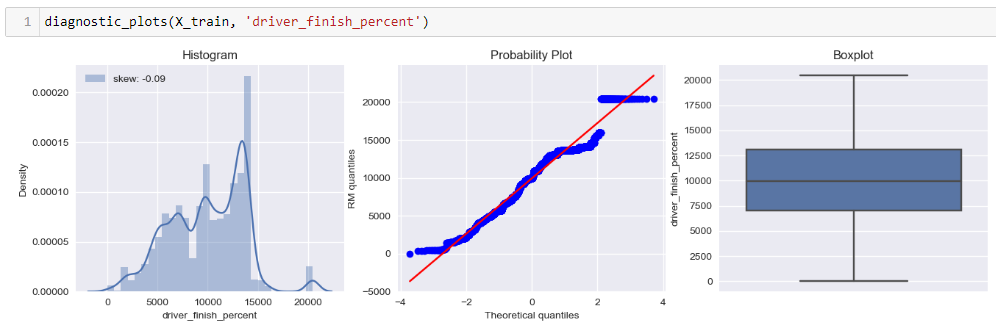 1 diagnostic_plots(X_train, 'driver_finish_percent')
Histogram
skew: -0.09
0.00020
0.00015
0.00010
0.00005
0.00000
Density
0 5000 10000 15000 20000
driver_finish_percent
Probability Plot
20000
15000
10000
5000
0
−5000
RM quantiles
−4 −2 0 2 4
Theoretical quantiles
Boxplot
20000
17500
15000
12500
10000
7500
5000
2500
0
driver_finish_percent